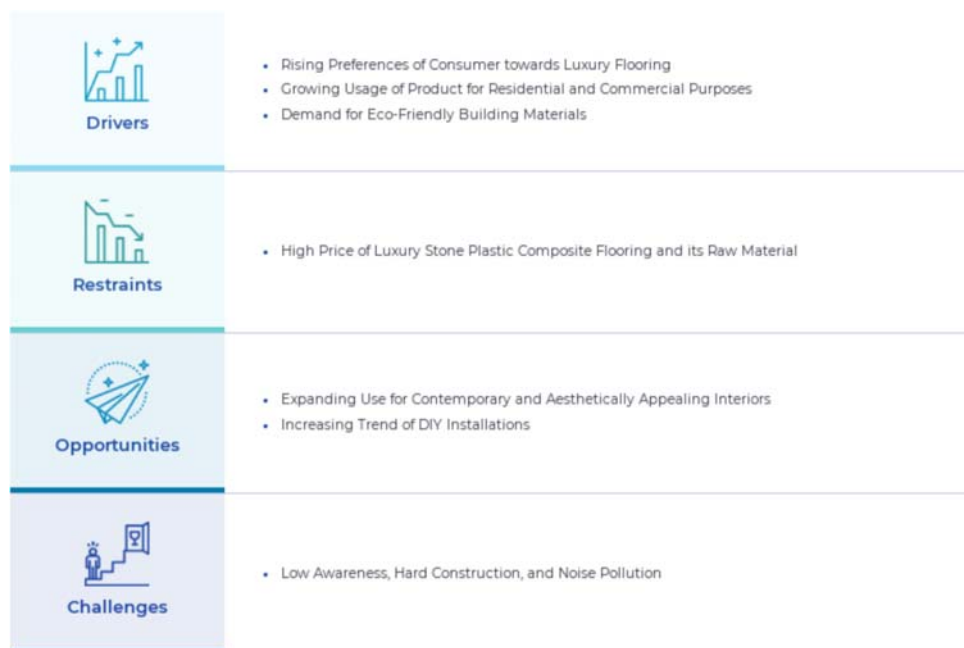 Drivers
• Rising Preferences of Consumer towards Luxury Flooring
• Growing Usage of Product for Residential and Commercial Purposes
• Demand for Eco-Friendly Building Materials
Restraints
• High Price of Luxury Stone Plastic Composite Flooring and its Raw Material
Opportunities
• Expanding Use for Contemporary and Aesthetically Appealing Interiors
• Increasing Trend of DIY Installations
Challenges
• Low Awareness, Hard Construction, and Noise Pollution